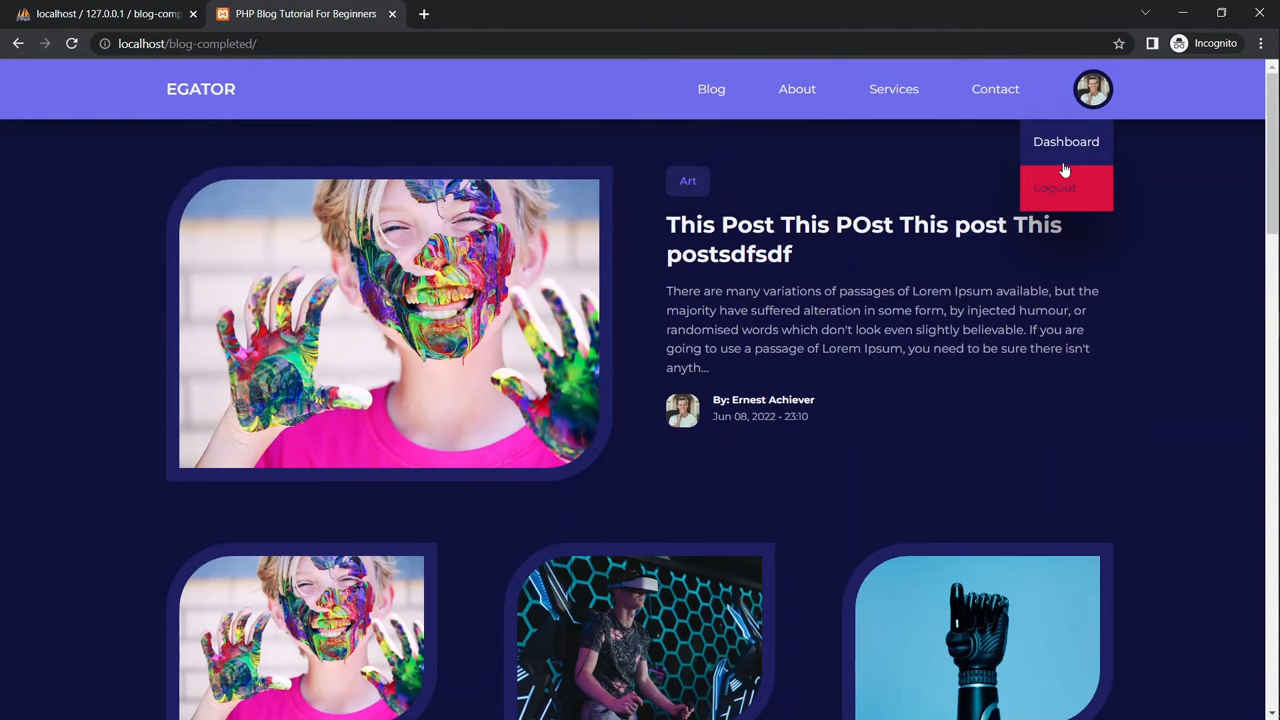 localhost / 127.0.0.1 / blog-comp
PHP Blog Tutorial For Beginners
localhost/blog-completed/
Incognito
EGATOR
Blog
About
Services
Contact
Dashboard
Logout
Art
This Post This POst This post This
postsdfsdf
There are many variations of passages of Lorem Ipsum available, but the
majority have suffered alteration in some form, by injected humour, or
randomised words which don't look even slightly believable. If you are
going to use a passage of Lorem Ipsum, you need to be sure there isn't
anyth...
By: Ernest Achiever
Jun 08, 2022 - 23:10